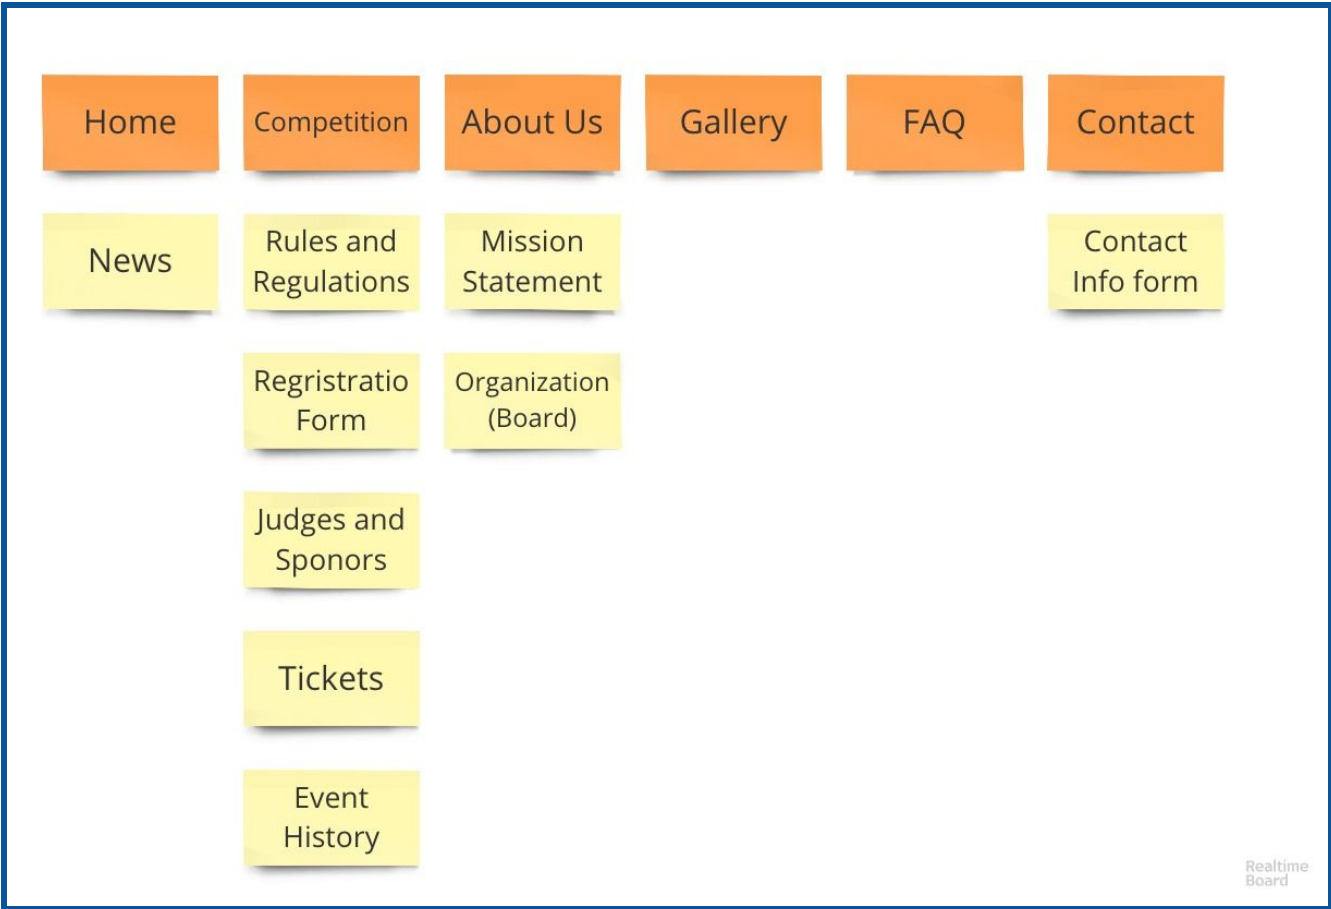 Home
Competition
About Us
Gallery
FAQ
Contact
News
Rules and
Regulations
Mission
Statement
Contact
Info form
Regristratio
Form
Organization
(Board)
Judges and
Sponors
Tickets
Event
History
Realtime
Board